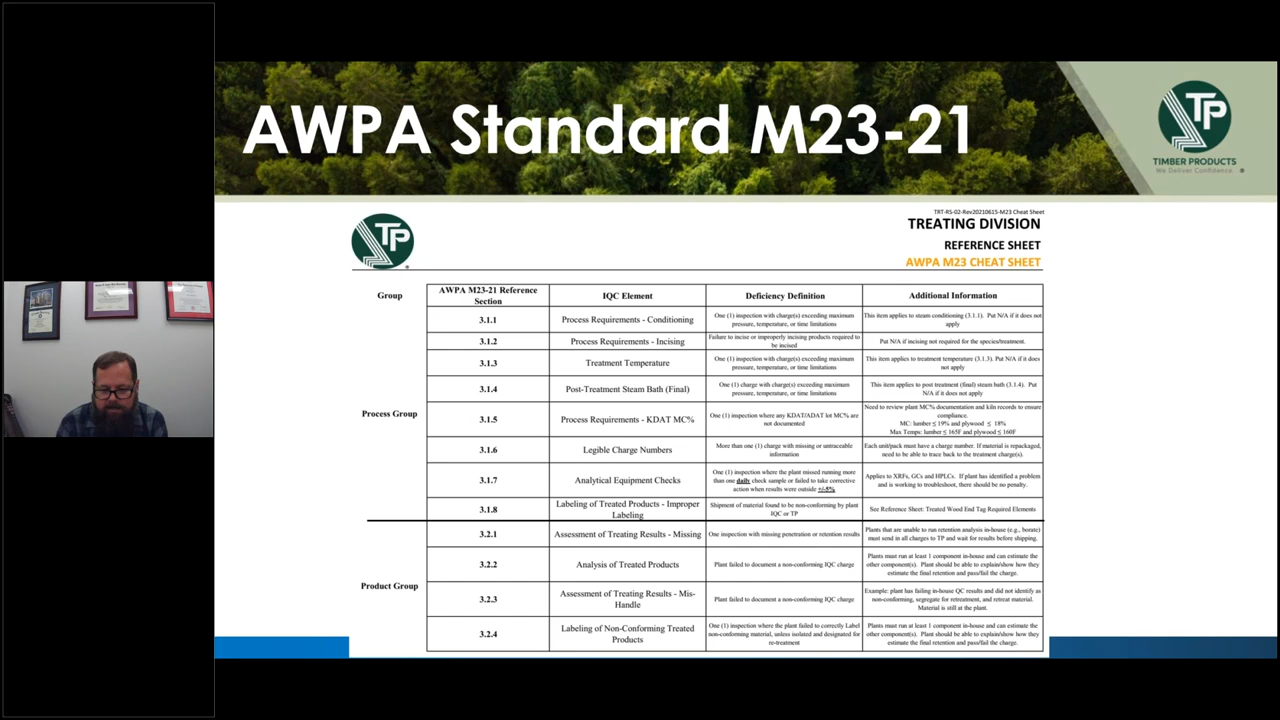 AWPA Standard M23-21
TP
TIMBER PRODUCTS
We Deliver Confidence.
TP
TRT-RS-02-Rev20210615-M23 Cheat Sheet
TREATING DIVISION
REFERENCE SHEET
AWPA M23 CHEAT SHEET
Group
AWPA M23-21 Reference
Section
IQC Element
Deficiency Definition
Additional Information
3.1.1
Process Requirements - Conditioning
One (1) inspection with charge(s) exceeding maximum
pressure, temperature, or time limitations
This item applies to steam conditioning (3.1.1). Put N/A if it does not
apply
3.1.2
Process Requirements - Incising
Failure to incise or improperly incising products required to
be incised
Put N/A if incising not required for the species/treatment.
3.1.3
Treatment Temperature
One (1) inspection with charge(s) exceeding maximum
pressure, temperature, or time limitations
This item applies to treatment temperature (3.1.3). Put N/A if it does
not apply
3.1.4
Post-Treatment Steam Bath (Final)
One (1) charge with charge(s) exceeding maximum
pressure, temperature, or time limitations
This item applies to post treatment (final) steam bath (3.1.4). Put
N/A if it does not apply
Process Group
3.1.5
Process Requirements - KDAT MC%
One (1) inspection where any KDAT/ADAT lot MC% are
not documented
Need to review plant MC% documentation and kiln records to ensure
compliance.
MC: lumber ≤ 19% and plywood ≤ 18%
Max Temps: lumber ≤ 165F and plywood ≤ 160F
3.1.6
Legible Charge Numbers
More than one (1) charge with missing or untraceable
information
Each unit/pack must have a charge number. If material is repackaged,
need to be able to trace back to the treatment charge(s).
3.1.7
Analytical Equipment Checks
One (1) inspection where the plant missed running more
than one daily check sample or failed to take corrective
action when results were outside +/-5%
Applies to XRFs, GCs and HPLCs. If plant has identified a problem
and is working to troubleshoot, there should be no penalty.
3.1.8
Labeling of Treated Products - Improper
Labeling
Shipment of material found to be non-conforming by plant
IQC or TP
See Reference Sheet: Treated Wood End Tag Required Elements
3.2.1
Assessment of Treating Results - Missing
One inspection with missing penetration or retention results
Plants that are unable to run retention analysis in-house (e.g., borate)
must send in all charges to TP and wait for results before shipping.
3.2.2
Analysis of Treated Products
Plant failed to document a non-conforming IQC charge
Plants must run at least 1 component in-house and can estimate the
other component(s). Plant should be able to explain/show how they
estimate the final retention and pass/fail the charge.
Product Group
3.2.3
Assessment of Treating Results - Mis-
Handle
Plant failed to document a non-conforming IQC charge
Example: plant has failing in-house QC results and did not identify as
non-conforming, segregate for retreatment, and retreat material.
Material is still at the plant.
3.2.4
Labeling of Non-Conforming Treated
Products
One (1) inspection where the plant failed to correctly Label
non-conforming material, unless isolated and designated for
re-treatment
Plants must run at least 1 component in-house and can estimate the
other component(s). Plant should be able to explain/show how they
estimate the final retention and pass/fail the charge.